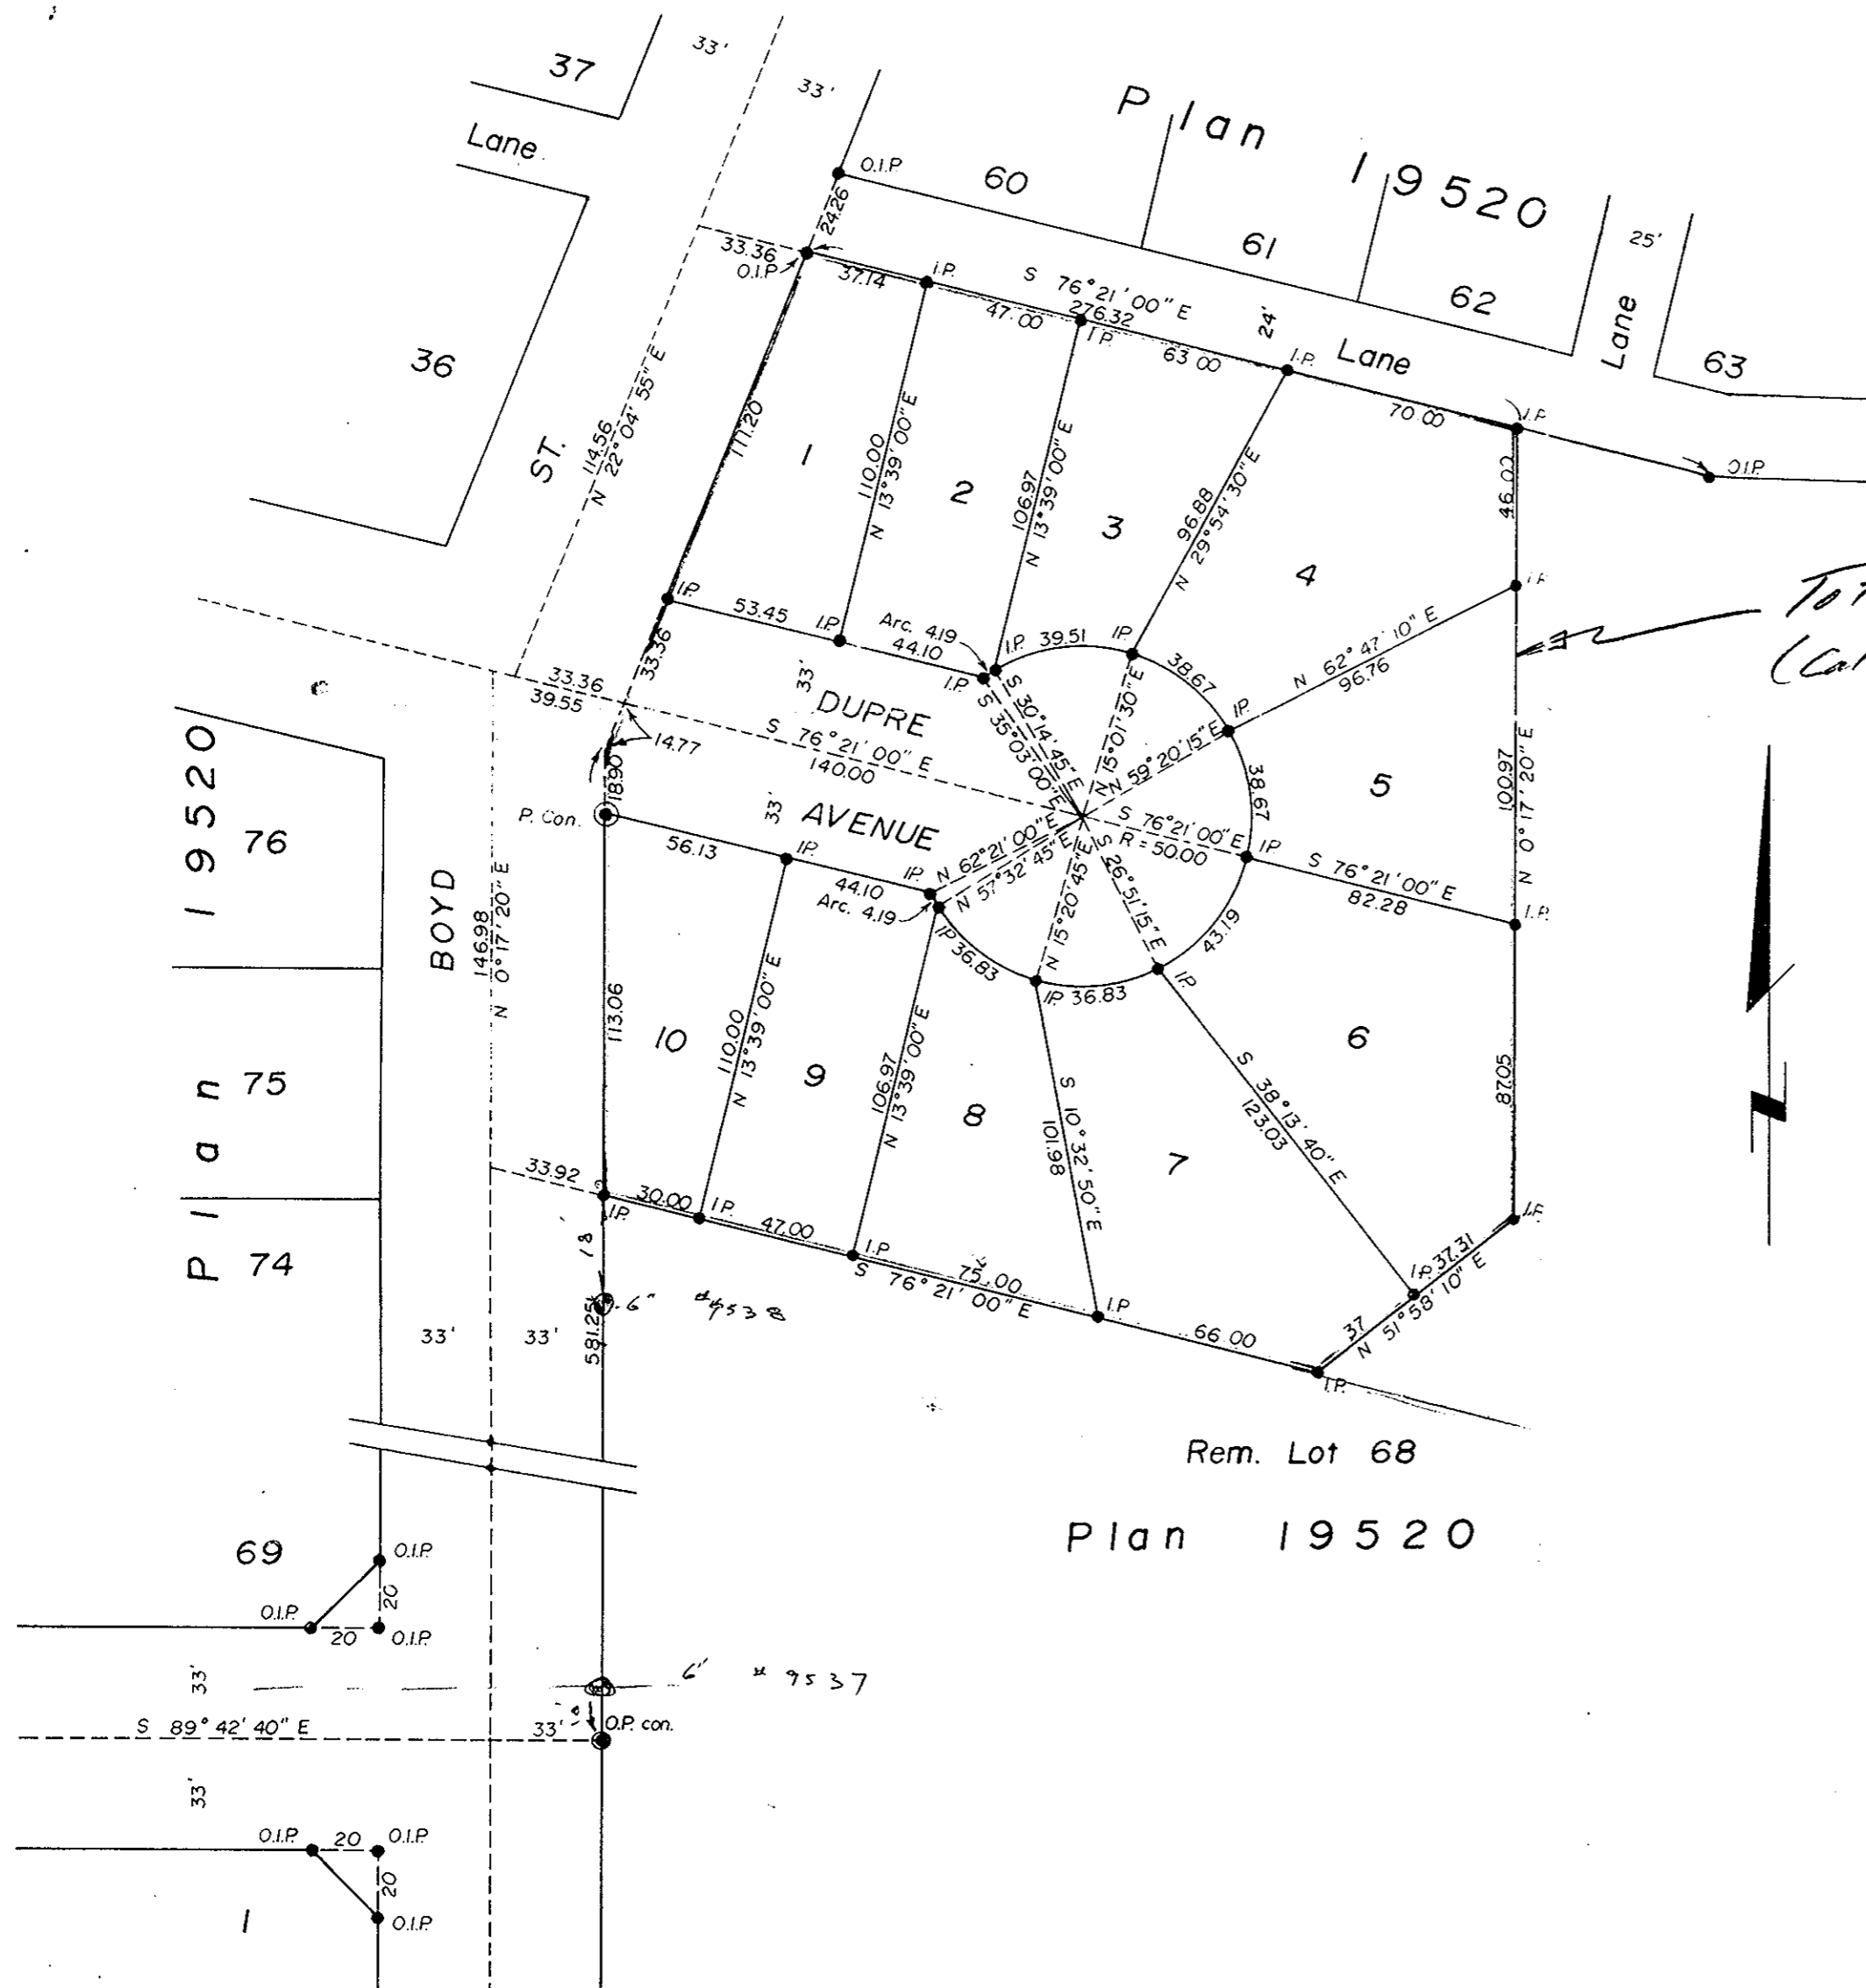 37
33'
33'
Lane
Plan 19520
O.I.P.
60
61
62
25'
Lane
63
24.26
33.36
O.I.P
37.14
I.P.
47.00
S 76°21'00" E
276.32
I.P.
63.00
24'
I.P.
Lane
70.00
I.P.
O.I.P.
36
ST.
114.56
N 22°04'55" E
111.20
1
110.00
N 13°39'00" E
2
106.97
N 13°39'00" E
3
96.88
N 29°54'30" E
4
46.00
I.P.
I.P.
53.45
I.P.
Arc. 4.19
44.10
I.P.
I.P.
39.51
I.P.
38.67
N 62°47'10" E
96.76
33.36
33.36
39.55
33'
DUPRE
S 76°21'00" E
140.00
S 30°14'45" E
S 35°03'00" E
N 15°01'30" E
N 59°20'15" E
I.P.
38.67
5
100.97
N 0°17'20" E
14.77
18.90
P. Con.
33'
AVENUE
S 76°21'00" E
R = 50.00
I.P.
S 76°21'00" E
82.28
I.P.
Plan 19520
76
BOYD
146.98
N 0°17'20" E
56.13
I.P.
44.10
I.P.
Arc. 4.19
N 62°21'00" E
N 57°32'45" E
N 15°20'45" E
S 26°51'15" E
43.19
I.P.
36.83
I.P.
36.83
I.P.
113.06
10
110.00
N 13°39'00" E
9
106.97
N 13°39'00" E
8
S 10°32'50" E
101.98
7
S 38°13'40" E
123.03
6
87.05
I.P.
75
74
33.92
I.P.
30.00
I.P.
47.00
I.P.
75.00
S 76°21'00" E
I.P.
66.00
I.P.
37
I.P.
37.31
N 51°58'10" E
18
6"
33'
33'
581.25
Rem. Lot 68
Plan 19520
69
O.I.P.
20
O.I.P.
20
O.I.P.
33'
6" # 9537
S 89°42'40" E
33'
O.P. con.
33'
O.I.P.
20
O.I.P.
20
O.I.P.
1